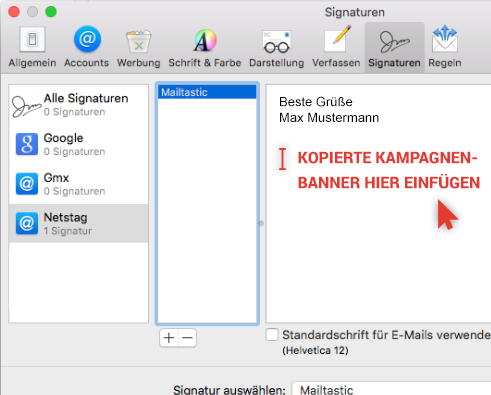 Signaturen
Allgemein Accounts Werbung Schrift & Farbe Darstellung Verfassen Signaturen Regeln
Alle Signaturen
0 Signaturen
Google
0 Signaturen
Gmx
0 Signaturen
Netstag
1 Signatur
Mailtastic
Beste Grüße
Max Mustermann
KOPIERTE KAMPAGNEN-
BANNER HIER EINFÜGEN
Standardschrift für E-Mails verwende
(Helvetica 12)
Signatur auswählen: Mailtastic